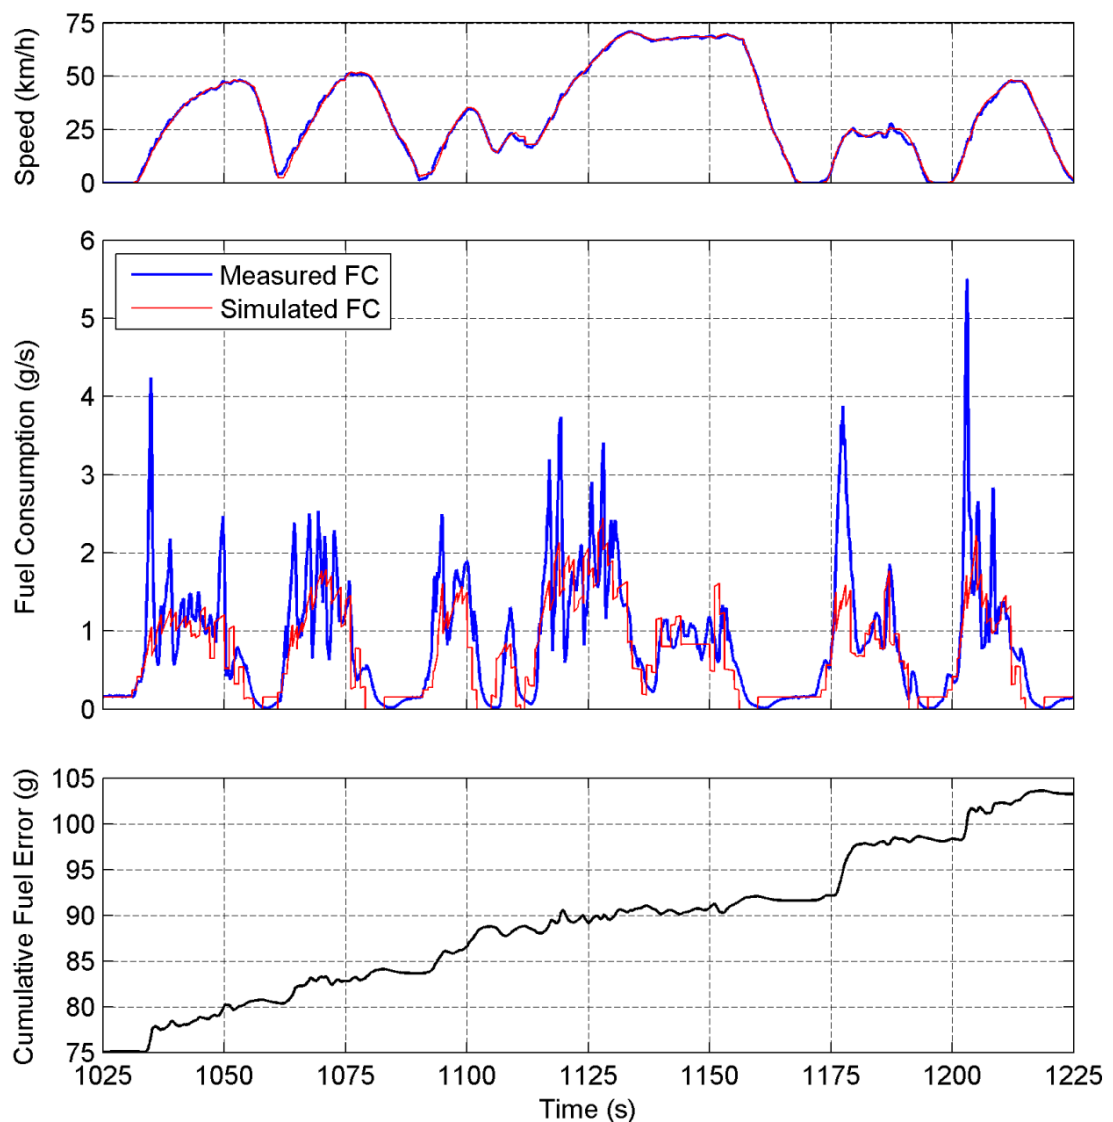 75
50
25
0
Speed (km/h)
6
5
4
3
2
1
0
Fuel Consumption (g/s)
Measured FC
Simulated FC
105
100
95
90
85
80
75
Cumulative Fuel Error (g)
1025 1050 1075 1100 1125 1150 1175 1200 1225
Time (s)